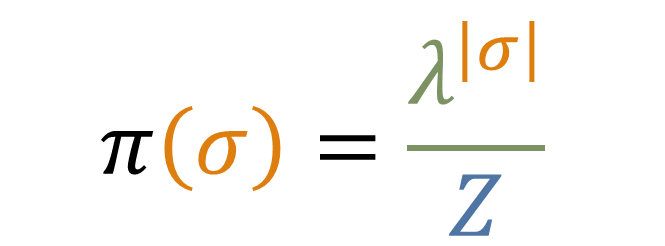 π(σ) = λ^|σ| / Z